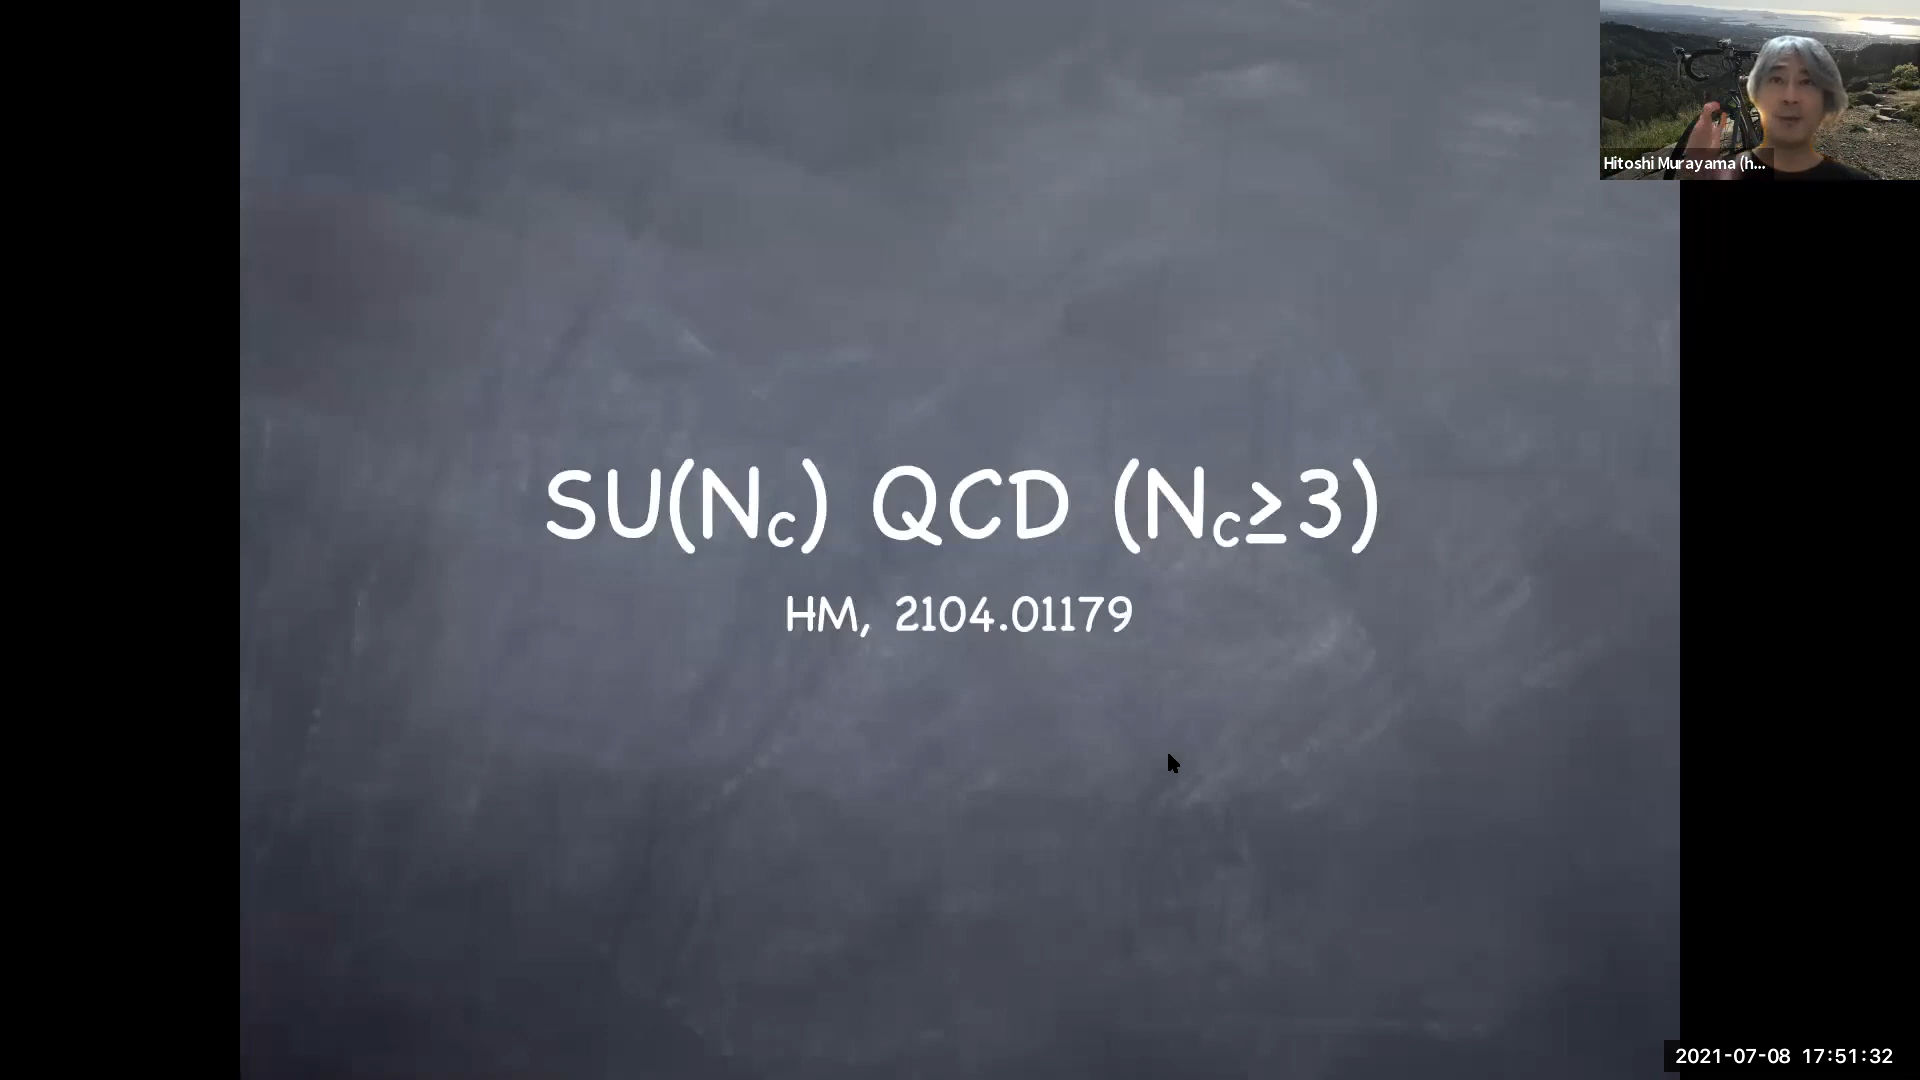 Hitoshi Murayama (h...
SU(Nc) QCD (Nc≥3)
HM, 2104.01179
2021-07-08 17:51:32